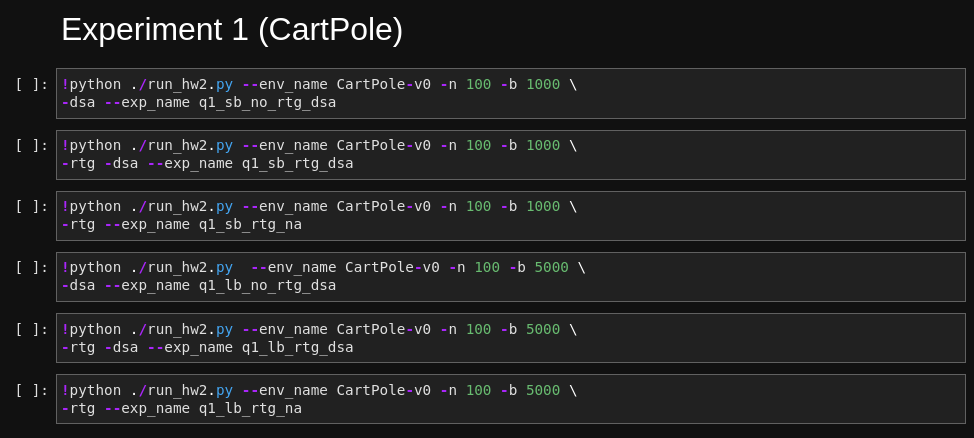 Experiment 1 (CartPole)
[ ]: !python ./run_hw2.py --env_name CartPole-v0 -n 100 -b 1000 \
-dsa --exp_name q1_sb_no_rtg_dsa
[ ]: !python ./run_hw2.py --env_name CartPole-v0 -n 100 -b 1000 \
-rtg -dsa --exp_name q1_sb_rtg_dsa
[ ]: !python ./run_hw2.py --env_name CartPole-v0 -n 100 -b 1000 \
-rtg --exp_name q1_sb_rtg_na
[ ]: !python ./run_hw2.py  --env_name CartPole-v0 -n 100 -b 5000 \
-dsa --exp_name q1_lb_no_rtg_dsa
[ ]: !python ./run_hw2.py --env_name CartPole-v0 -n 100 -b 5000 \
-rtg -dsa --exp_name q1_lb_rtg_dsa
[ ]: !python ./run_hw2.py --env_name CartPole-v0 -n 100 -b 5000 \
-rtg --exp_name q1_lb_rtg_na